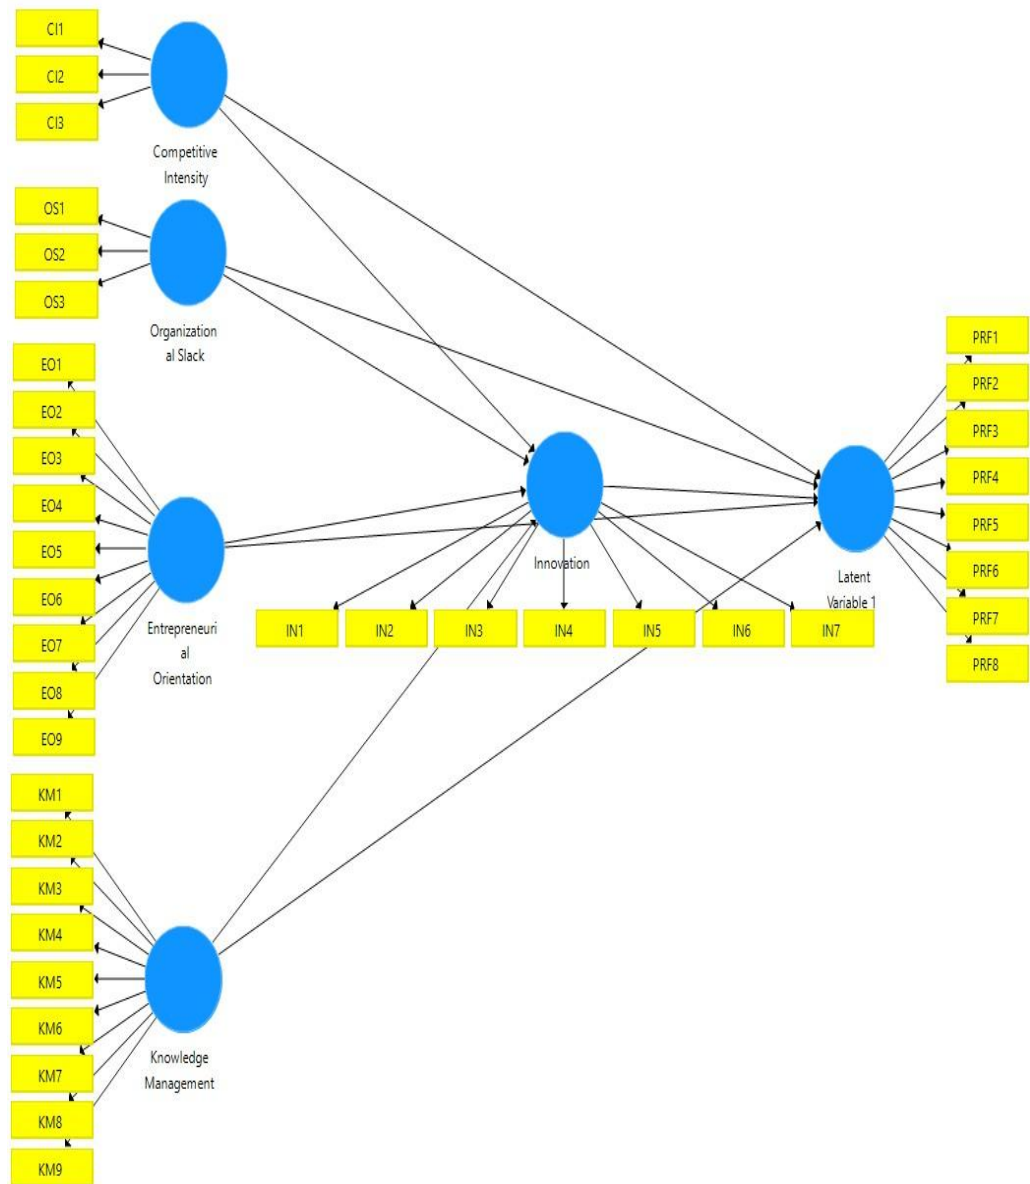 CI1
CI2
CI3
Competitive
Intensity
OS1
OS2
OS3
Organization
al Slack
EO1
EO2
EO3
EO4
EO5
EO6
EO7
EO8
EO9
Entrepreneuri
al
Orientation
KM1
KM2
KM3
KM4
KM5
KM6
KM7
KM8
KM9
Knowledge
Management
Innovation
IN1
IN2
IN3
IN4
IN5
IN6
IN7
Latent
Variable 1
PRF1
PRF2
PRF3
PRF4
PRF5
PRF6
PRF7
PRF8